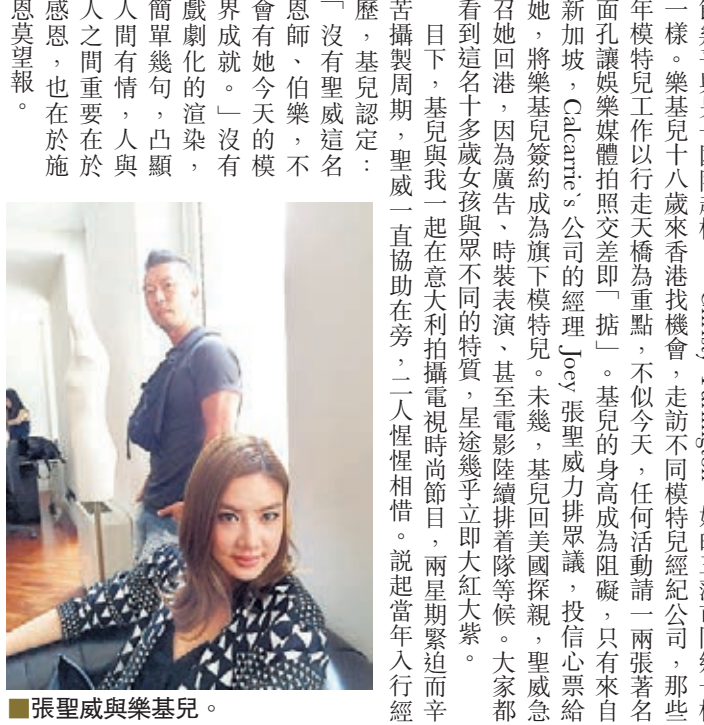 一樣。樂基兒十八歲來香港找機會，走訪不同模特兒經紀公司，那些
年模特兒工作以行走天橋為重點，不似今天，任何活動請一兩張著名
面孔讓娛樂媒體拍照交差即「掂」。基兒的身高成為阻礙，只有來自
新加坡，Calcarrie's公司的經理Joey張聖威力排眾議，投信心票給
她，將樂基兒簽約成為旗下模特兒。未幾，基兒回美國探親，聖威急
召她回港，因為廣告、時裝表演、甚至電影陸續排着隊等候。大家都
看到這名十多歲女孩與眾不同的特質，星途幾乎立即大紅大紫。
目下，基兒與我一起在意大利拍攝電視時尚節目，兩星期緊迫而辛
苦攝製周期，聖威一直協助在旁，二人惺惺相惜。説起當年入行經
歷，基兒認定：
「沒有聖威這名
恩師、伯樂，不
會有她今天的模
界成就。」沒有
戲劇化的渲染，
簡單幾句，凸顯
人間有情，人與
人之間重要在於
感恩，也在於施
恩莫望報。
■張聖威與樂基兒。